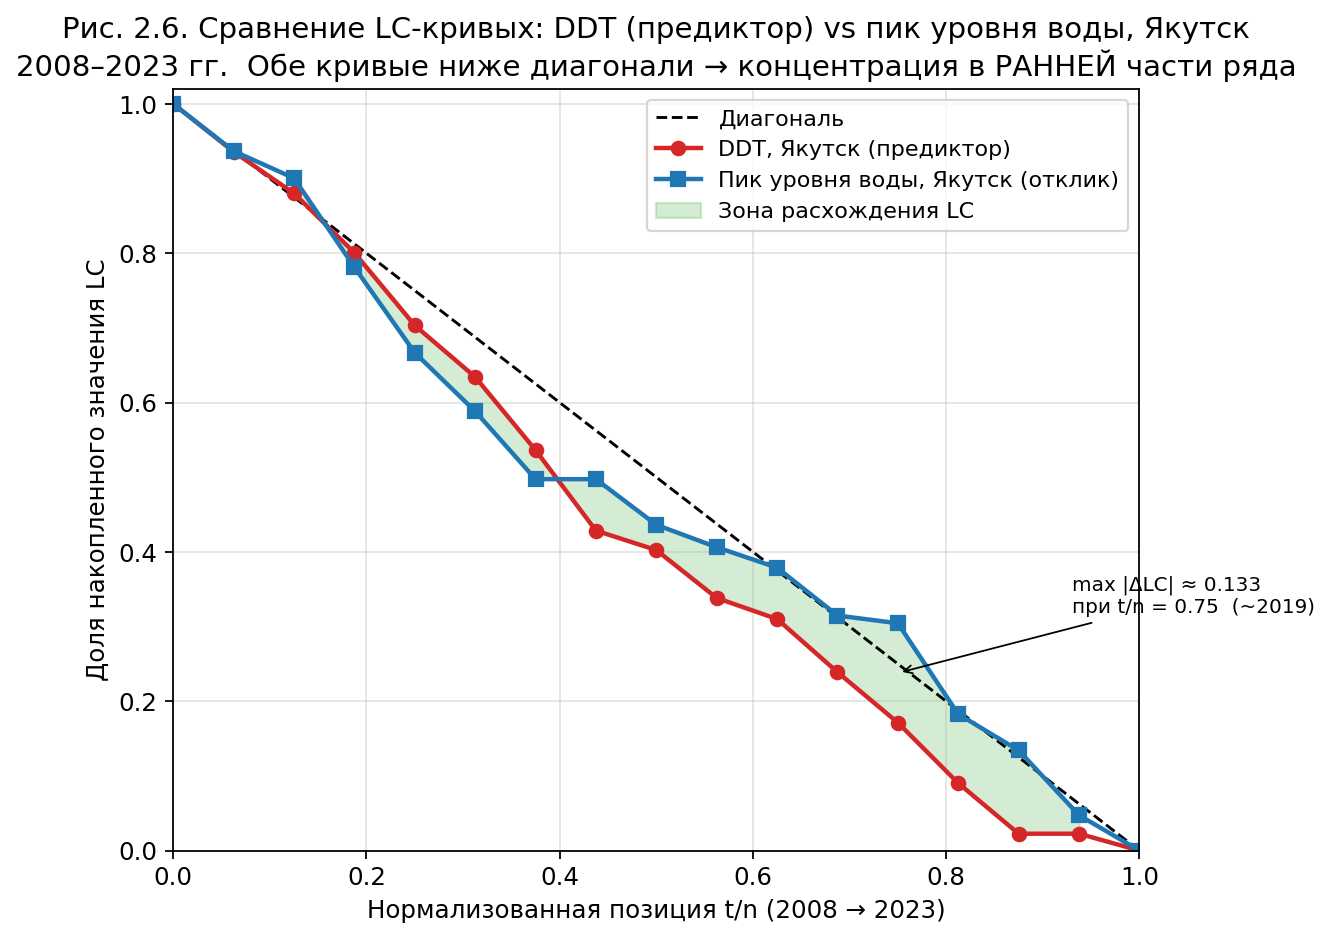 Рис. 2.6. Сравнение LC-кривых: DDT (предиктор) vs пик уровня воды, Якутск
2008–2023 гг.  Обе кривые ниже диагонали → концентрация в РАННЕЙ части ряда
Диагональ
DDT, Якутск (предиктор)
Пик уровня воды, Якутск (отклик)
Зона расхождения LC
Доля накопленного значения LC
1.0
0.8
0.6
0.4
0.2
0.0
max |ΔLC| ≈ 0.133
при t/n = 0.75  (~2019)
0.0 0.2 0.4 0.6 0.8 1.0
Нормализованная позиция t/n (2008 → 2023)